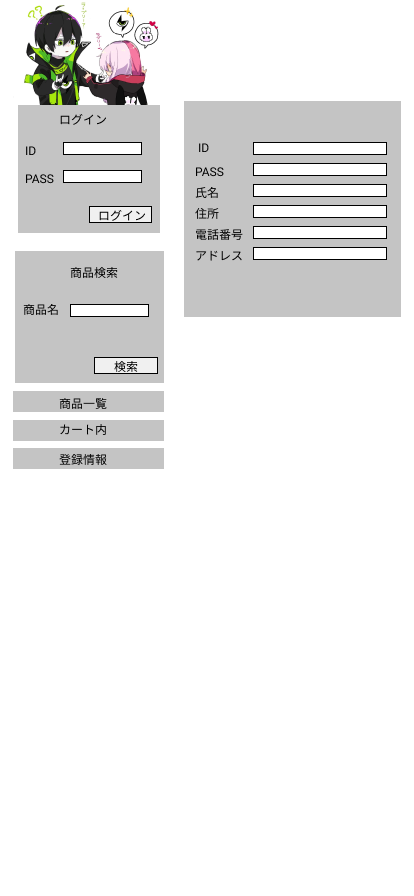 ??
ログイン
ID
PASS
ログイン
商品検索
商品名
検索
商品一覧
カート内
登録情報
ID
PASS
氏名
住所
電話番号
アドレス